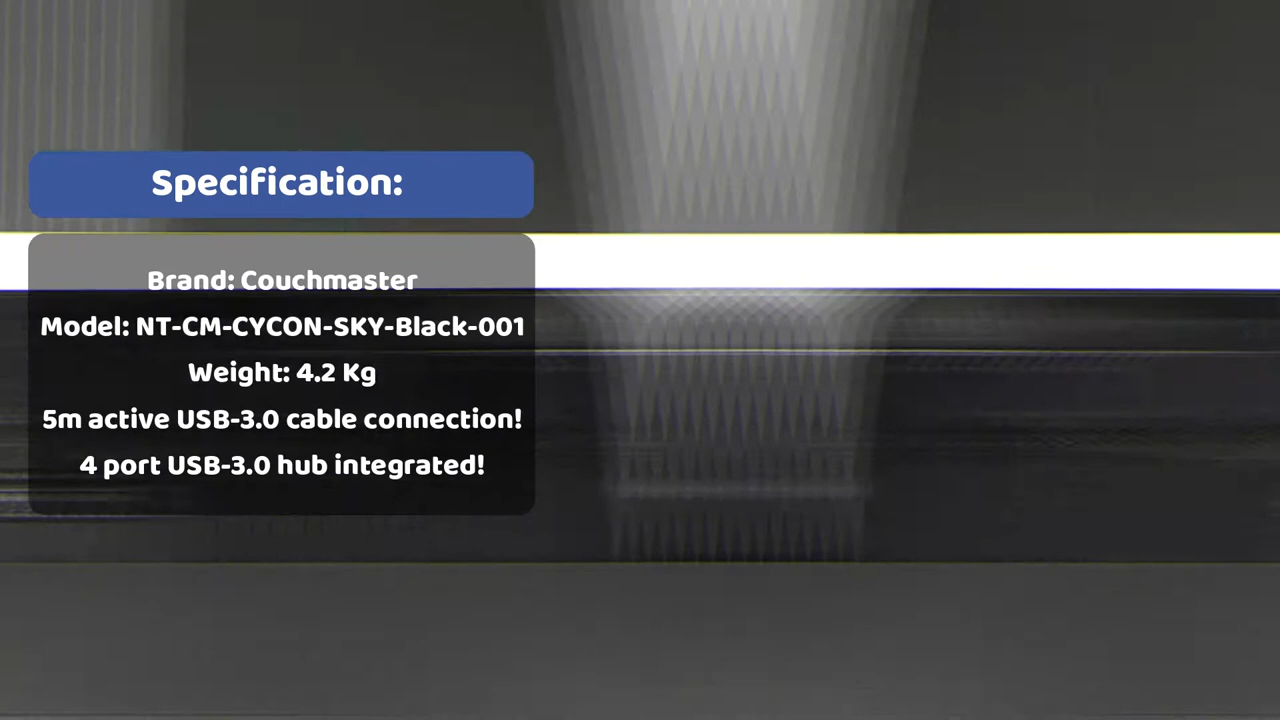 Specification:
Brand: Couchmaster
Model: NT-CM-CYCON-SKY-Black-001
Weight: 4.2 Kg
5m active USB-3.0 cable connection!
4 port USB-3.0 hub integrated!